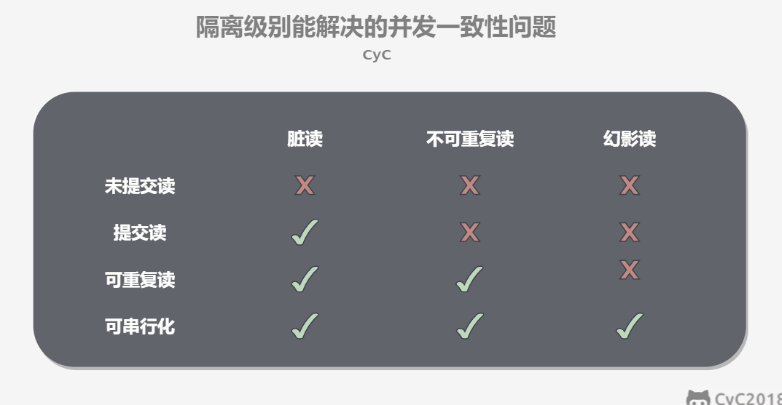 隔离级别能解决的并发一致性问题
CyC
脏读 不可重复读 幻影读
未提交读 X X X
提交读 ✓ X X
可重复读 ✓ ✓ X
可串行化 ✓ ✓ ✓
CyC2018